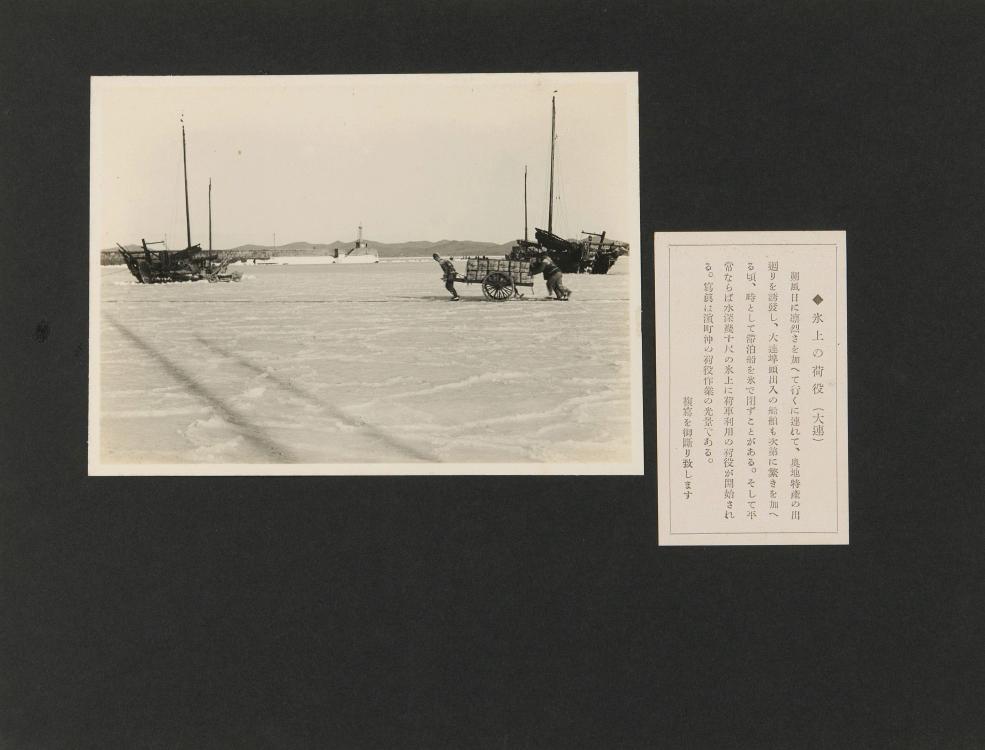 ◆氷上の荷役（大連）
朔風日に凛烈さを加へて行くに連れて、奥地特産の出
廻りを誘致し、大連埠頭出入の船舶も次第に繁きを加へ
る頃、時として碇泊船を氷で閉ずことがある。そして平
常ならば水深幾十尺の氷上に荷車利用の荷役が開始され
る。寫眞は濱町沖の荷役作業の光景である。
複寫を御斷り致します